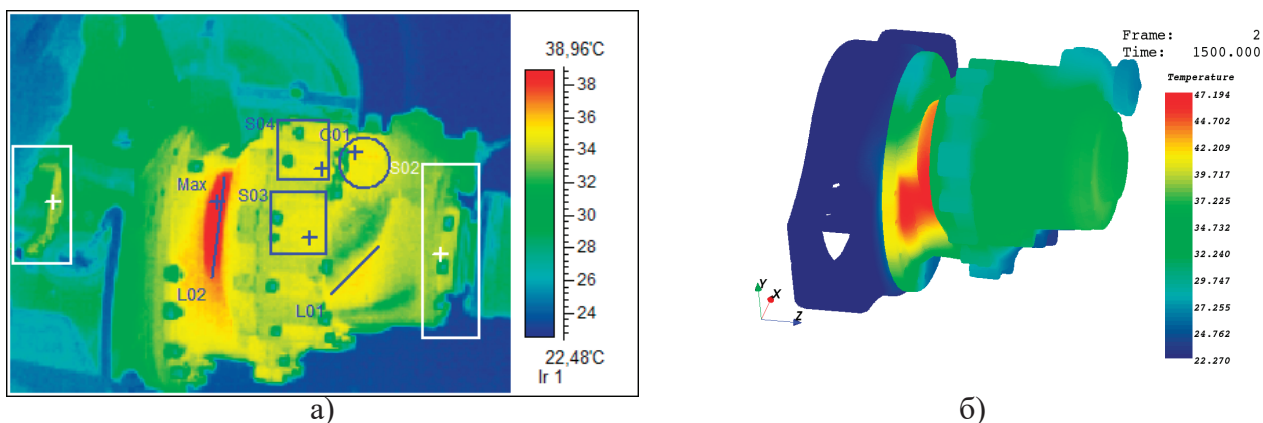 38,96°C
38
36
34
32
30
28
26
24
22,48°C
Ir 1
S04
C01
S02
Max
S03
L02
L01
а)
Frame: 2
Time: 1500.000
Temperature
47.194
44.702
42.209
39.717
37.225
34.732
32.240
29.747
27.255
24.762
22.270
Y
X
Z
б)